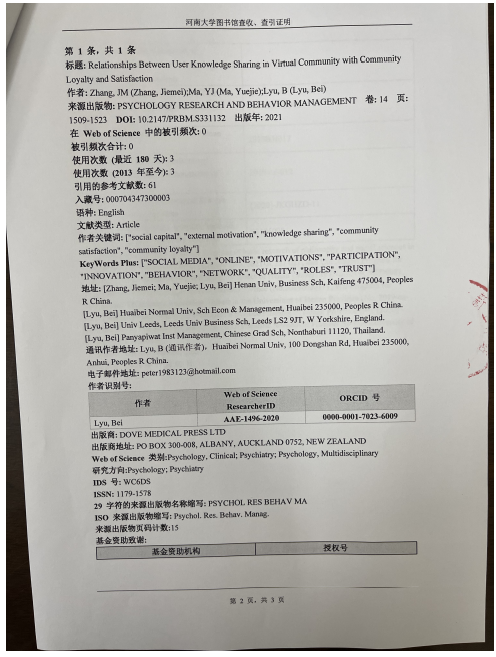 河南大学图书馆查收、查引证明
第 1 条，共 1 条
标题: Relationships Between User Knowledge Sharing in Virtual Community with Community
Loyalty and Satisfaction
作者: Zhang, JM (Zhang, Jiemei);Ma, YJ (Ma, Yuejie);Lyu, B (Lyu, Bei)
来源出版物: PSYCHOLOGY RESEARCH AND BEHAVIOR MANAGEMENT 卷: 14 页:
1509-1523 DOI: 10.2147/PRBM.S331132 出版年: 2021
在 Web of Science 中的被引频次: 0
被引频次合计: 0
使用次数 (最近 180 天): 3
使用次数 (2013 年至今): 3
引用的参考文献数: 61
入藏号: 000704347300003
语种: English
文献类型: Article
作者关键词: ["social capital", "external motivation", "knowledge sharing", "community
satisfaction", "community loyalty"]
KeyWords Plus: ["SOCIAL MEDIA", "ONLINE", "MOTIVATIONS", "PARTICIPATION",
"INNOVATION", "BEHAVIOR", "NETWORK", "QUALITY", "ROLES", "TRUST"]
地址: [Zhang, Jiemei; Ma, Yuejie; Lyu, Bei] Henan Univ, Business Sch, Kaifeng 475004, Peoples
R China.
[Lyu, Bei] Huaibei Normal Univ, Sch Econ & Management, Huaibei 235000, Peoples R China.
[Lyu, Bei] Univ Leeds, Leeds Univ Business Sch, Leeds LS2 9JT, W Yorkshire, England.
[Lyu, Bei] Panyapiwat Inst Management, Chinese Grad Sch, Nonthaburi 11120, Thailand.
通讯作者地址: Lyu, B (通讯作者)，Huaibei Normal Univ, 100 Dongshan Rd, Huaibei 235000,
Anhui, Peoples R China.
电子邮件地址: peter1983123@hotmail.com
作者识别号:
作者 Web of Science ResearcherID ORCID 号
Lyu, Bei AAE-1496-2020 0000-0001-7023-6009
出版商: DOVE MEDICAL PRESS LTD
出版商地址: PO BOX 300-008, ALBANY, AUCKLAND 0752, NEW ZEALAND
Web of Science 类别:Psychology, Clinical; Psychiatry; Psychology, Multidisciplinary
研究方向:Psychology; Psychiatry
IDS 号: WC6DS
ISSN: 1179-1578
29 字符的来源出版物名称缩写: PSYCHOL RES BEHAV MA
ISO 来源出版物缩写: Psychol. Res. Behav. Manag.
来源出版物页码计数:15
基金资助致谢:
基金资助机构 授权号
第 2 页，共 3 页